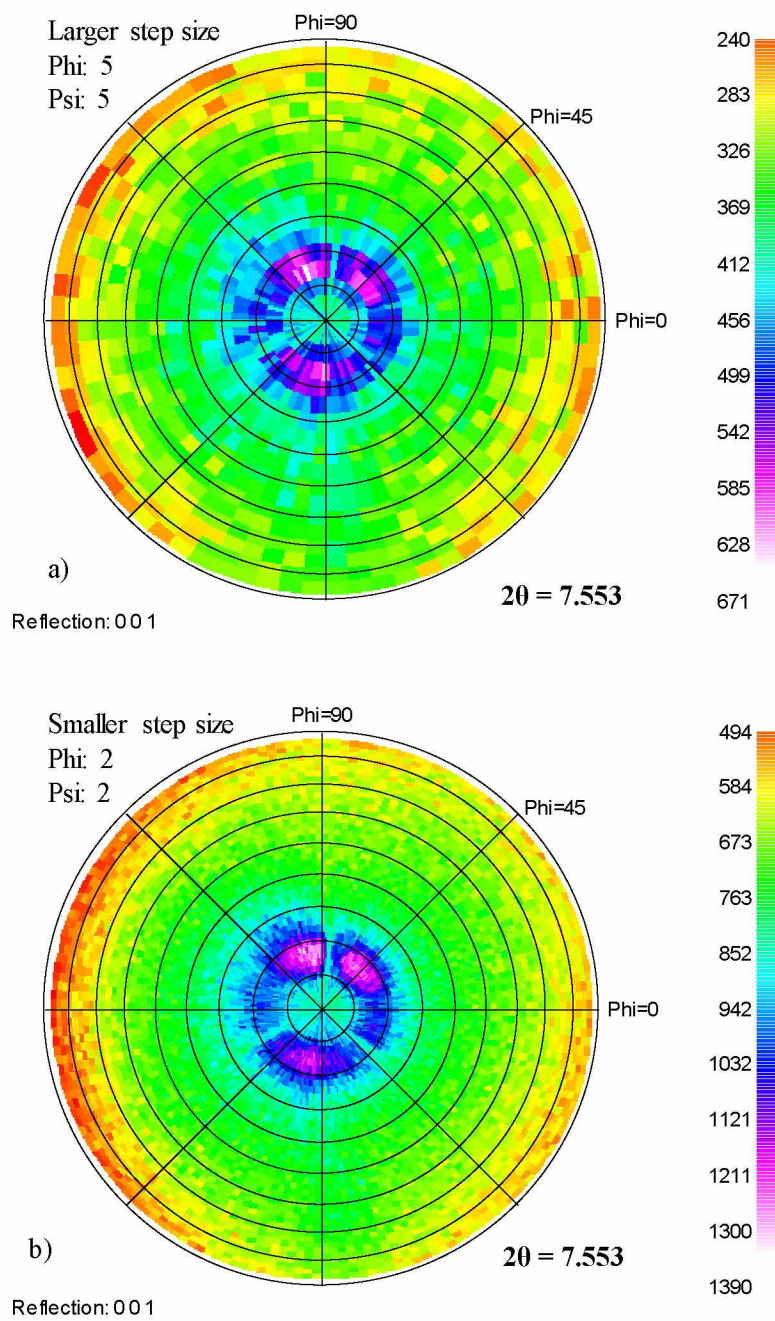 Larger step size
Phi: 5
Psi: 5
Phi=90
Phi=45
Phi=0
240
283
326
369
412
456
499
542
585
628
671
a)
2θ = 7.553
Reflection: 0 0 1
Smaller step size
Phi: 2
Psi: 2
Phi=90
Phi=45
Phi=0
494
584
673
763
852
942
1032
1121
1211
1300
1390
b)
2θ = 7.553
Reflection: 0 0 1